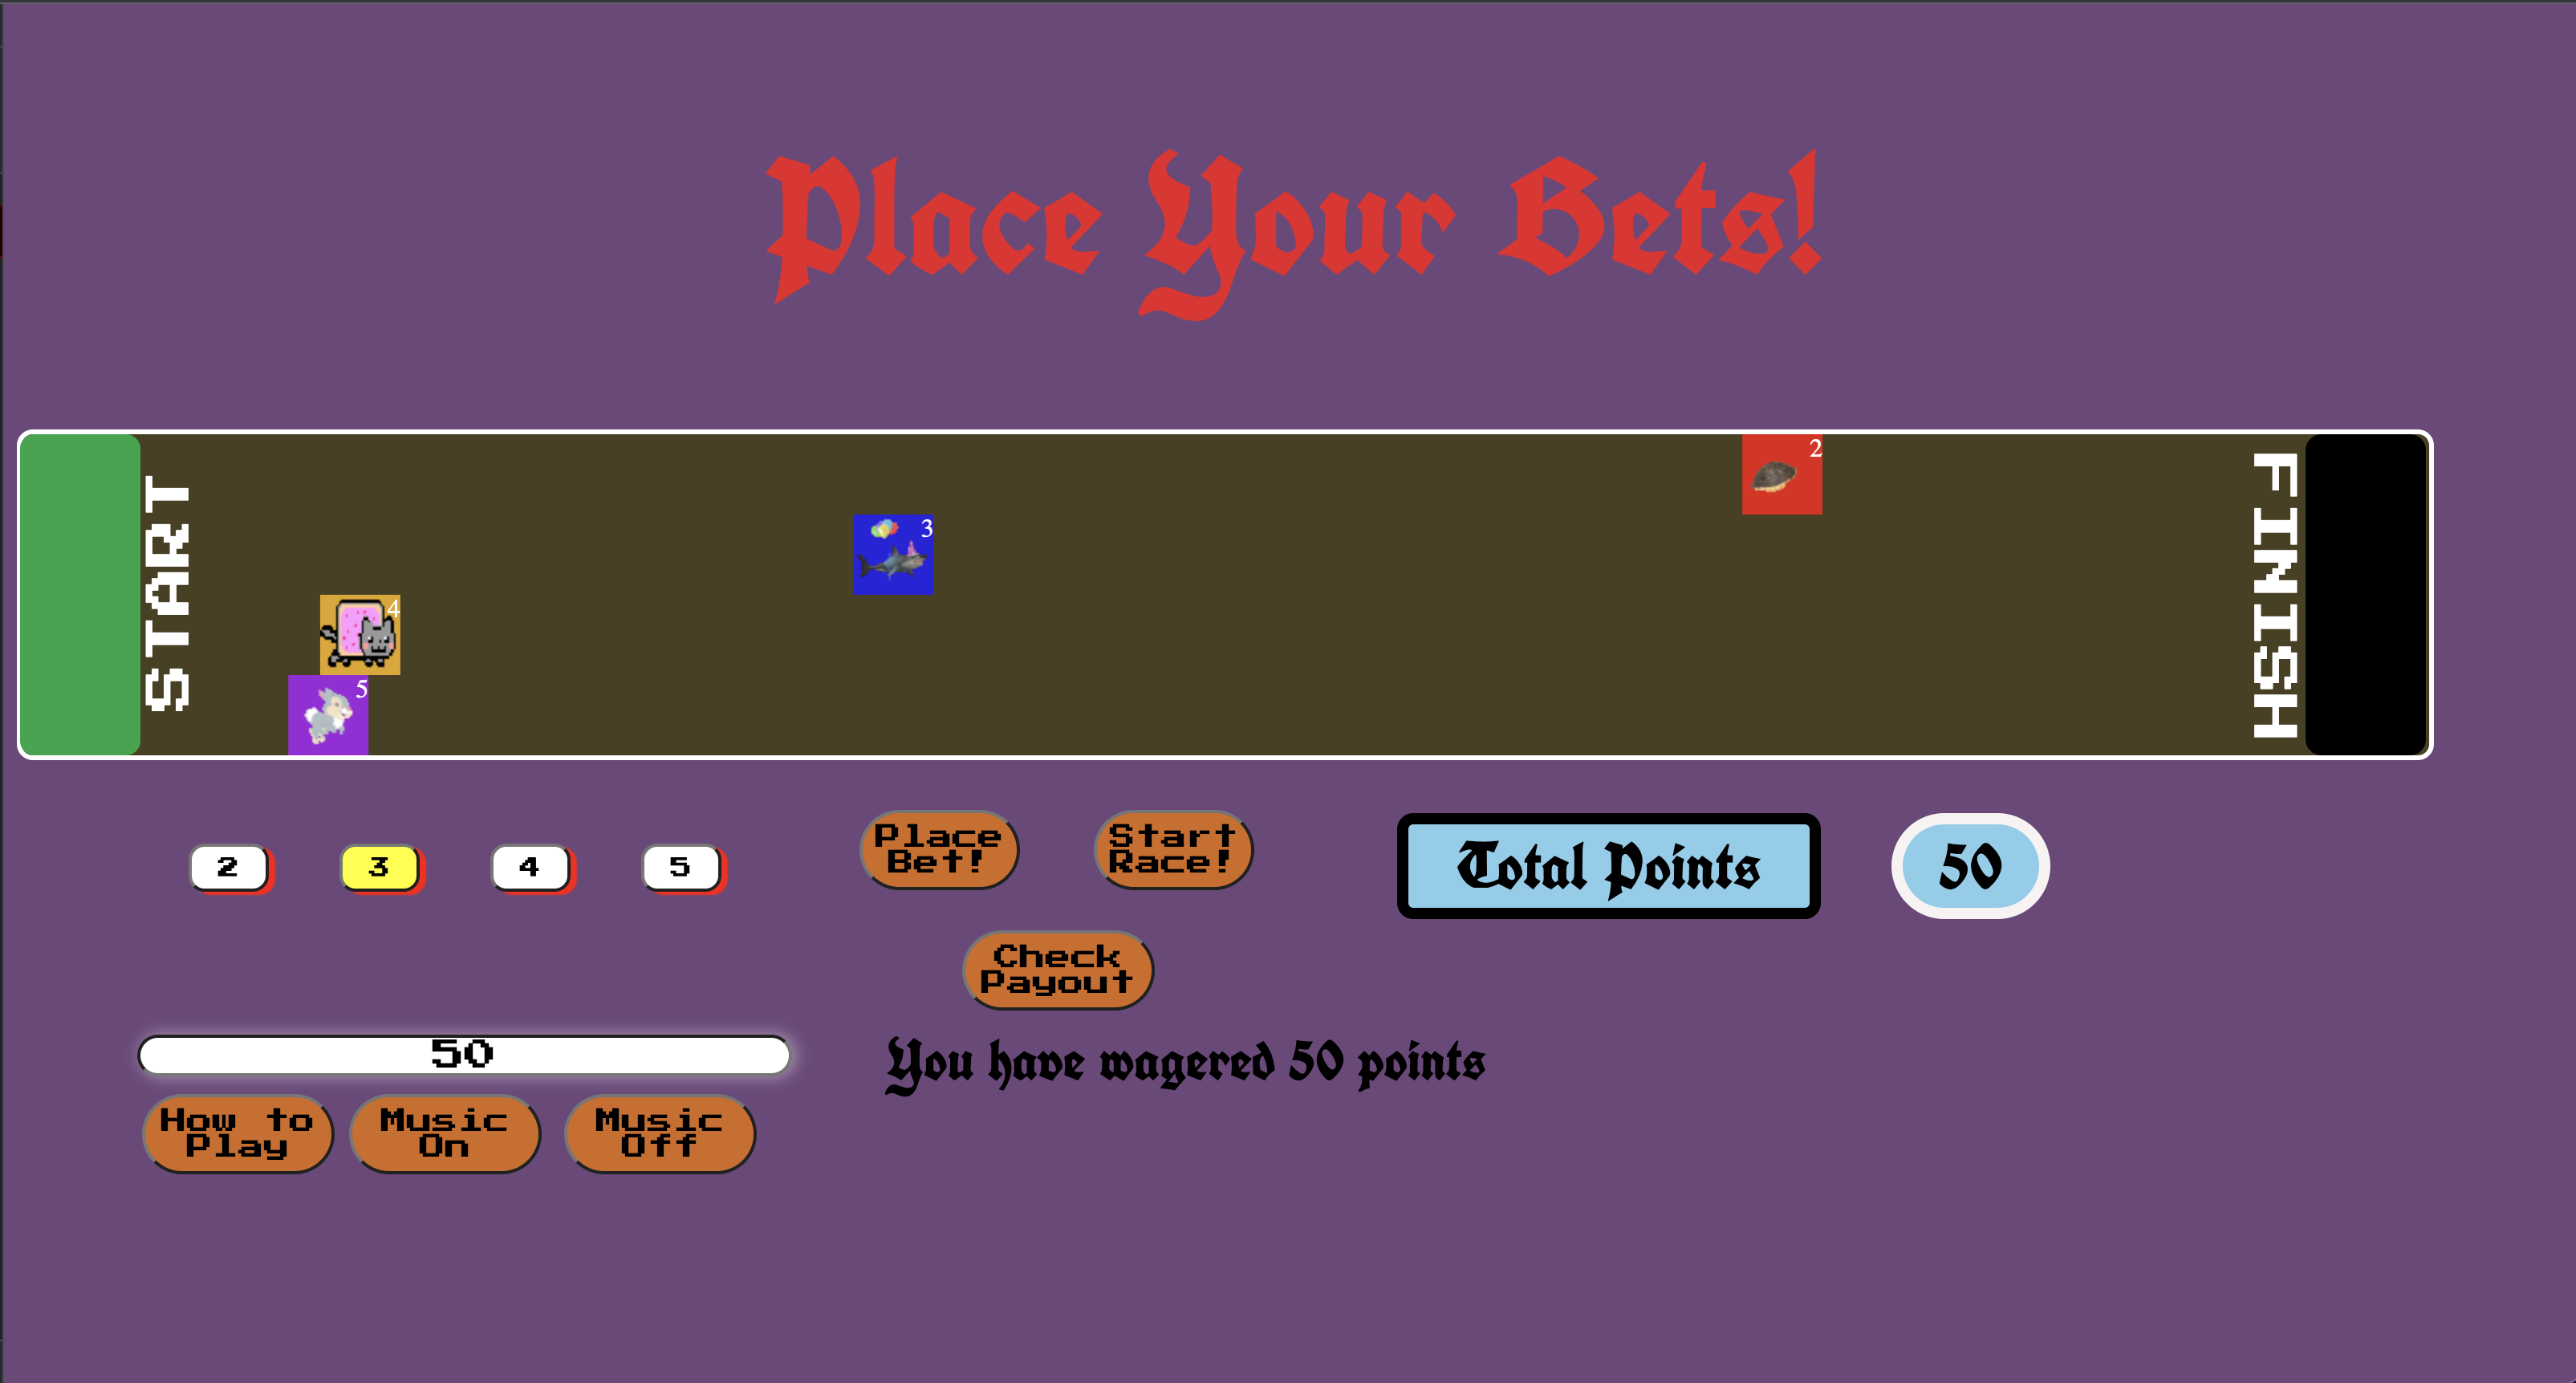 Place Your Bets!
START
2
3
4
5
FINISH
2
3
4
5
Place
Bet!
Start
Race!
Total Points
50
Check
Payout
50
You have wagered 50 points
How to
Play
Music
On
Music
Off